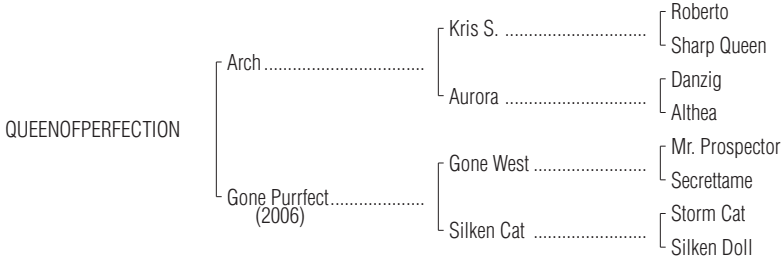 Roberto
Kris S. ..................................
Sharp Queen
Arch ......................................
Danzig
Aurora ..................................
Althea
QUEENOFPERFECTION
Mr. Prospector
Gone West ...........................
Secrettame
Gone Purrfect......................
(2006)
Storm Cat
Silken Cat ...........................
Silken Doll